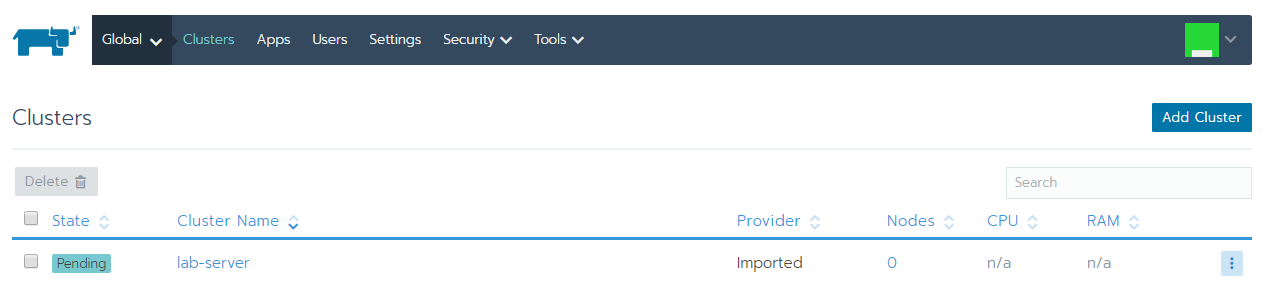 Global Clusters Apps Users Settings Security Tools
Clusters
Add Cluster
Delete
Search
State Cluster Name Provider Nodes CPU RAM
Pending lab-server Imported 0 n/a n/a